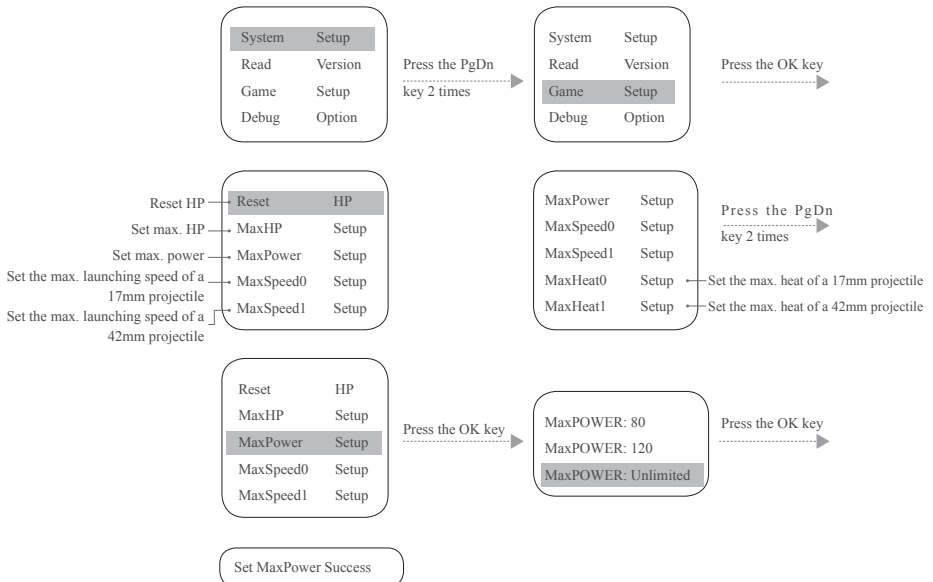 System Setup
Read Version
Game Setup
Debug Option
Press the PgDn
key 2 times
System Setup
Read Version
Game Setup
Debug Option
Press the OK key
Reset HP
Set max. HP
Set max. power
Set the max. launching speed of a
17mm projectile
Set the max. launching speed of a
42mm projectile
Reset HP
MaxHP Setup
MaxPower Setup
MaxSpeed0 Setup
MaxSpeed1 Setup
MaxPower Setup
MaxSpeed0 Setup
MaxSpeed1 Setup
MaxHeat0 Setup
MaxHeat1 Setup
Set the max. heat of a 17mm projectile
Set the max. heat of a 42mm projectile
Press the PgDn
key 2 times
Reset HP
MaxHP Setup
MaxPower Setup
MaxSpeed0 Setup
MaxSpeed1 Setup
Press the OK key
MaxPOWER: 80
MaxPOWER: 120
MaxPOWER: Unlimited
Press the OK key
Set MaxPower Success